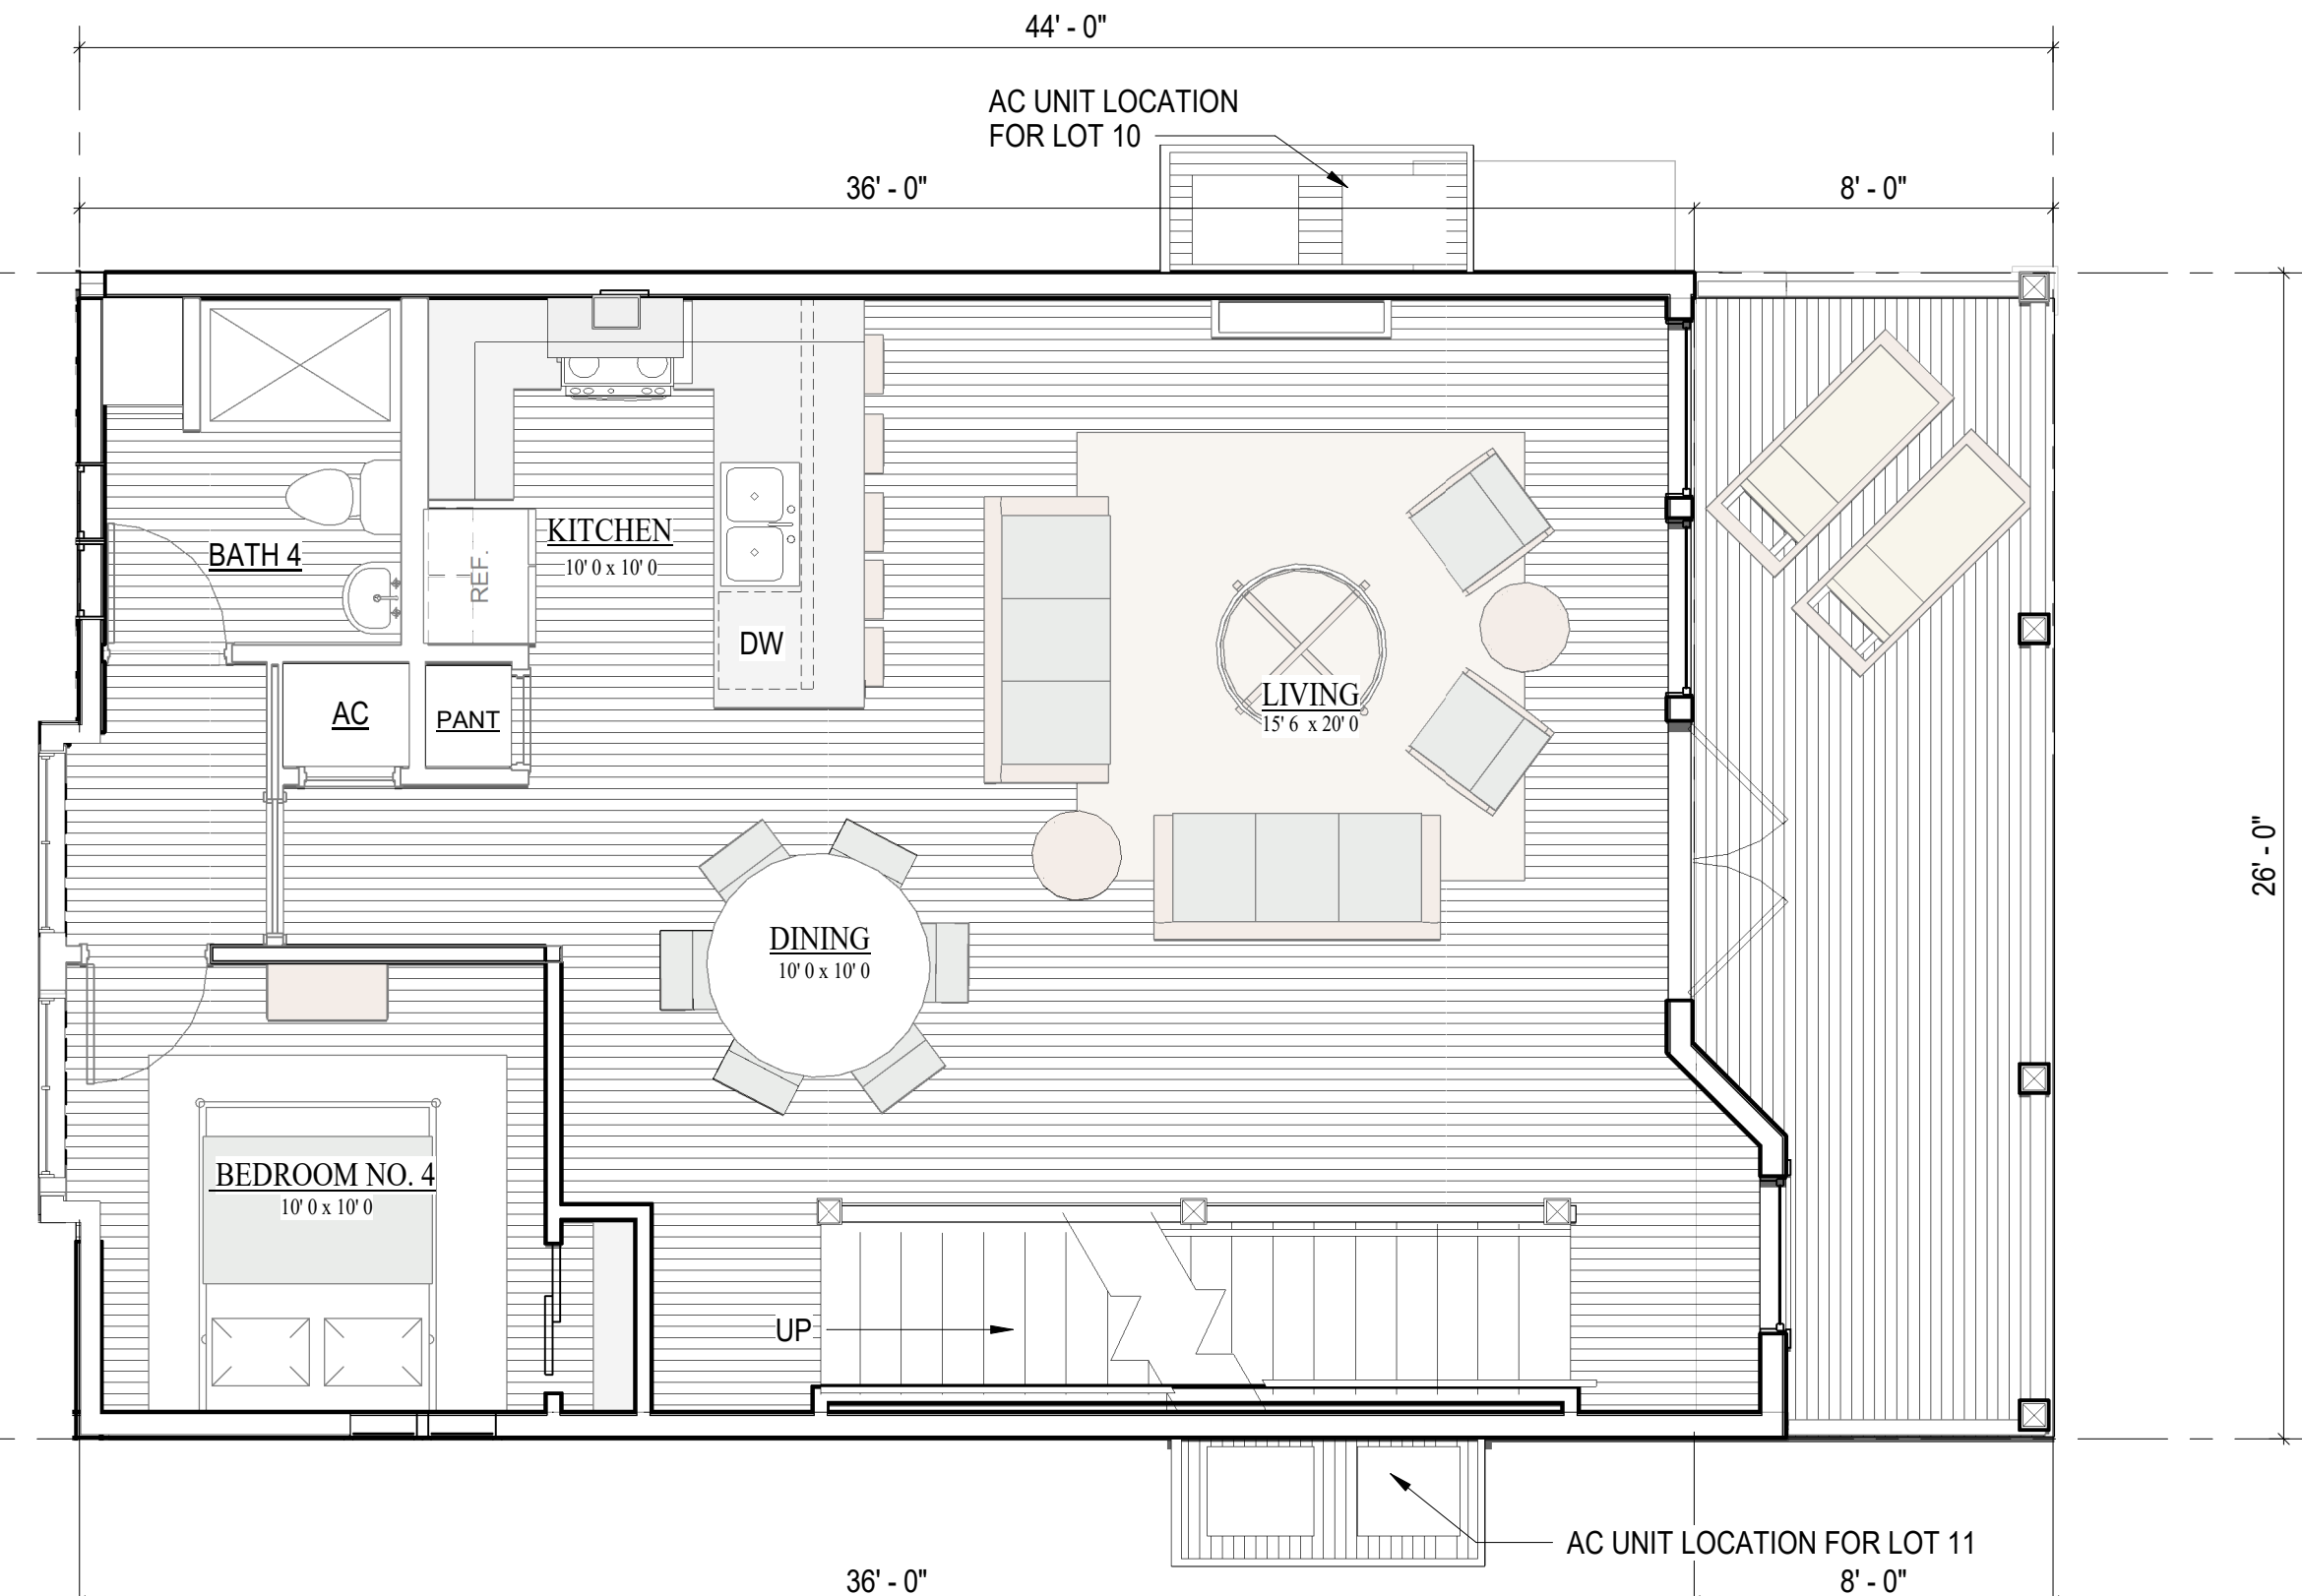 44' - 0"
AC UNIT LOCATION
FOR LOT 10
36' - 0"
8' - 0"
KITCHEN
10' 0 x 10' 0
BATH 4
REF.
DW
LIVING
15' 6 x 20' 0
AC
PANT
26' - 0"
DINING
10' 0 x 10' 0
BEDROOM NO. 4
10' 0 x 10' 0
UP
AC UNIT LOCATION FOR LOT 11
36' - 0"
8' - 0"